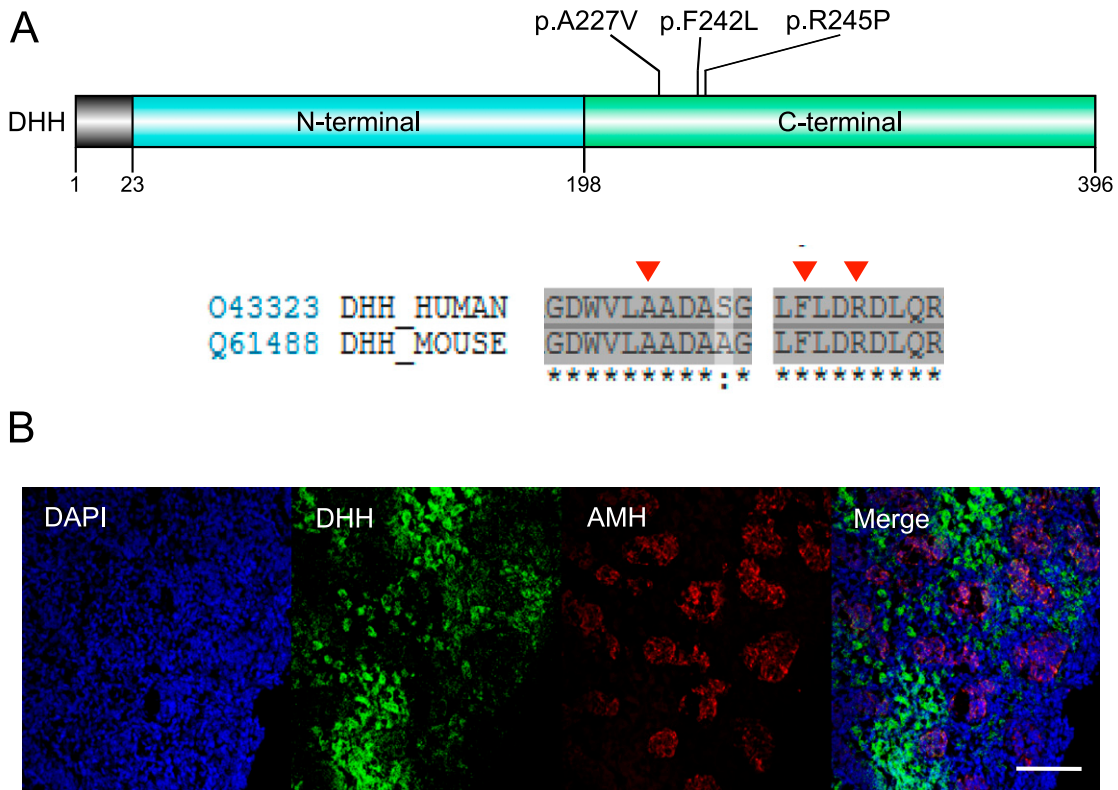 A
p.A227V p.F242L p.R245P
DHH N-terminal C-terminal
1 23 198 396
O43323 DHH_HUMAN GDWVLAADASG LFLDRDLQR
Q61488 DHH_MOUSE GDWVLAADAAG LFLDRDLQR
*********:* *********
B
DAPI DHH AMH Merge